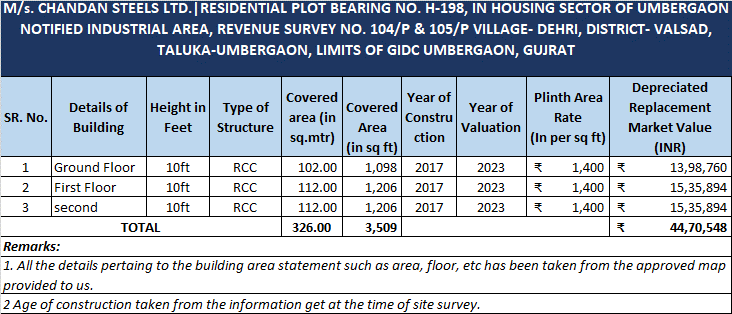 M/s. CHANDAN STEELS LTD.|RESIDENTIAL PLOT BEARING NO. H-198, IN HOUSING SECTOR OF UMBERGAON
NOTIFIED INDUSTRIAL AREA, REVENUE SURVEY NO. 104/P & 105/P VILLAGE- DEHRI, DISTRICT- VALSAD,
TALUKA-UMBERGAON, LIMITS OF GIDC UMBERGAON, GUJRAT
SR. No. Details of Building Height in Feet Type of Structure Covered area (in sq.mtr) Covered Area (in sq ft) Year of Constru ction Year of Valuation Plinth Area Rate (In per sq ft) Depreciated Replacement Market Value (INR)
1 Ground Floor 10ft RCC 102.00 1,098 2017 2023 ₹ 1,400 ₹ 13,98,760
2 First Floor 10ft RCC 112.00 1,206 2017 2023 ₹ 1,400 ₹ 15,35,894
3 second 10ft RCC 112.00 1,206 2017 2023 ₹ 1,400 ₹ 15,35,894
TOTAL 326.00 3,509 ₹ 44,70,548
Remarks:
1. All the details pertaing to the building area statement such as area, floor, etc has been taken from the approved map
provided to us.
2 Age of construction taken from the information get at the time of site survey.